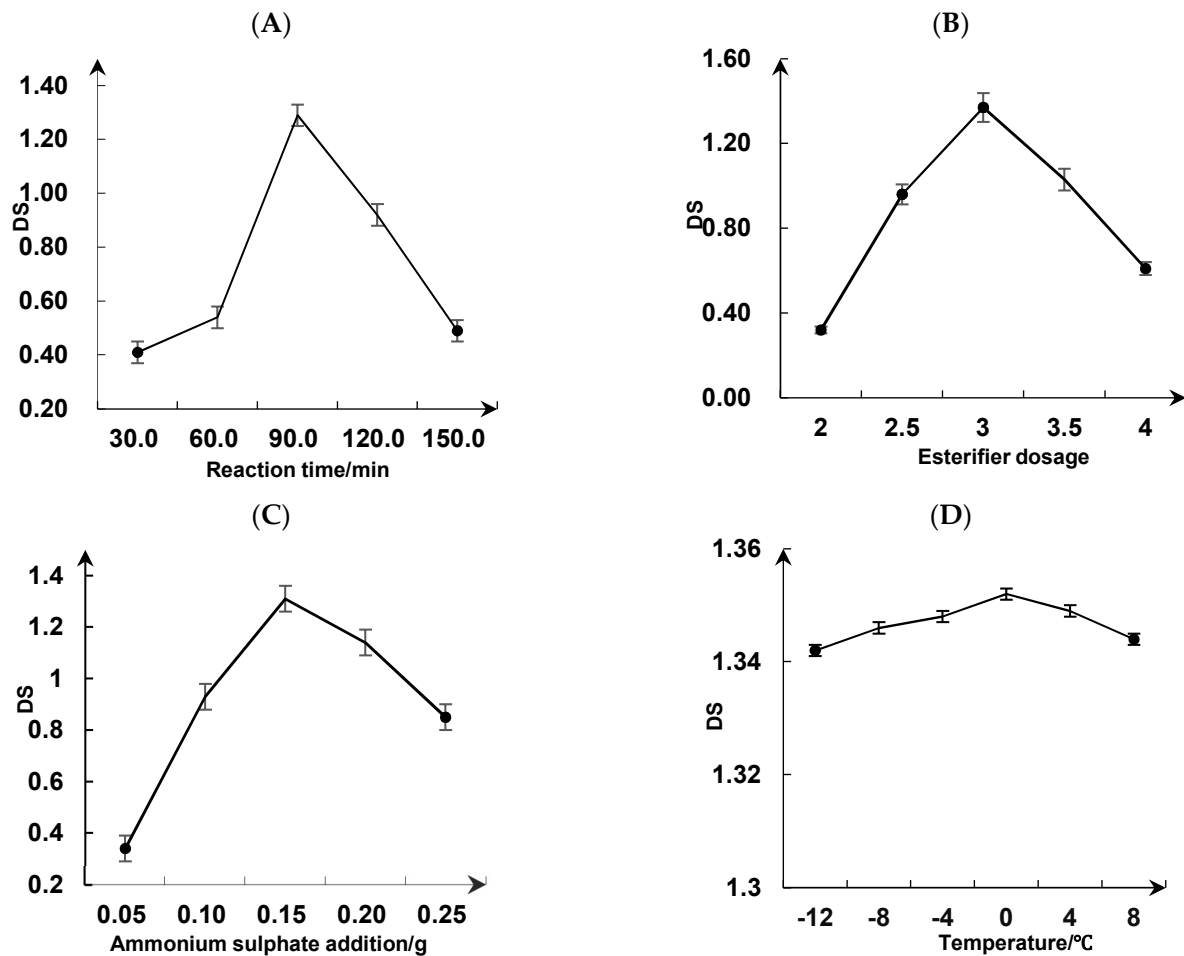 (A)
1.40
1.20
1.00
0.80
0.60
0.40
0.20
DS
30.0 60.0 90.0 120.0 150.0
Reaction time/min
(B)
1.60
1.20
0.80
0.40
0.00
DS
2 2.5 3 3.5 4
Esterifier dosage
(C)
1.4
1.2
1
0.8
0.6
0.4
0.2
DS
0.05 0.10 0.15 0.20 0.25
Ammonium sulphate addition/g
(D)
1.36
1.34
1.32
1.3
DS
-12 -8 -4 0 4 8
Temperature/℃